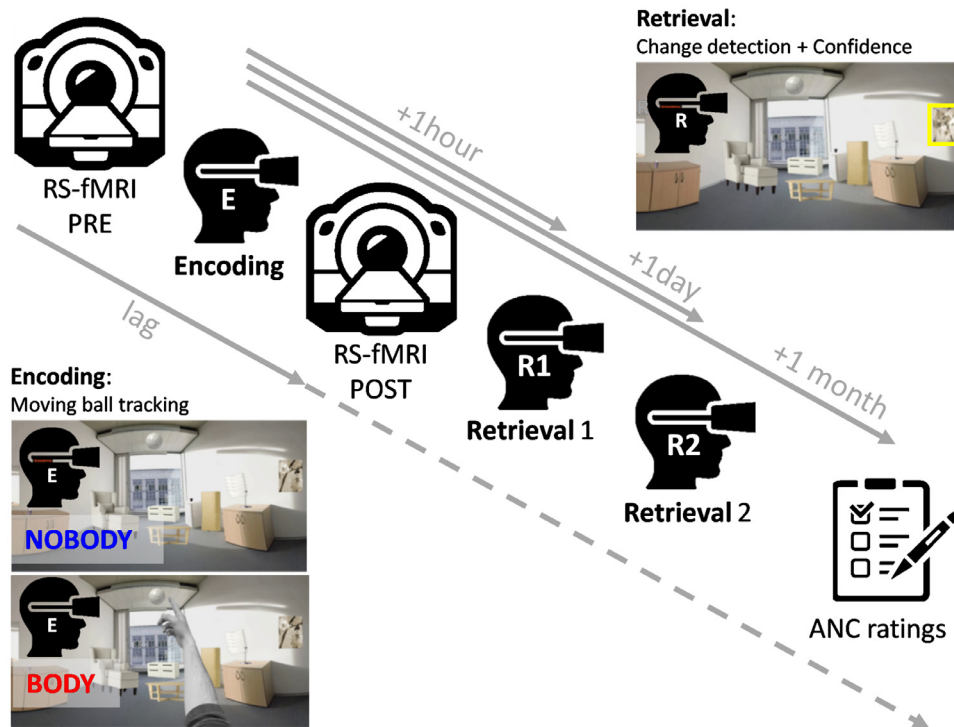 Retrieval:
Change detection + Confidence
R
RS-fMRI
PRE
E
Encoding
+1hour
+1day
+1 month
lag
RS-fMRI
POST
R1
Retrieval 1
R2
Retrieval 2
ANC ratings
Encoding:
Moving ball tracking
E
NOBODY
E
BODY